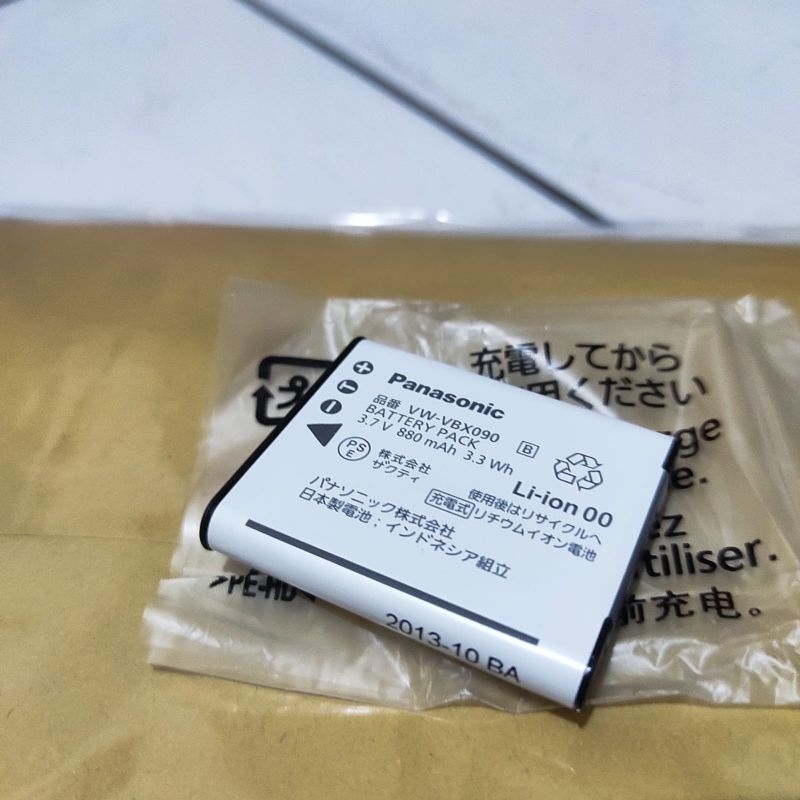 Panasonic
品番 VW-VBX090
BATTERY PACK B
3.7 V 880 mAh 3.3 Wh
PS
E
株式会社
ザクティ
Li-ion 00
使用後はリサイクルへ
パナソニック株式会社 充電式 リチウムイオン電池
日本製電池：インドネシア組立
2013-10 BA
充電してから
用ください
ge
e.
ez
tiliser.
前充电。
プラ
>PE-HD